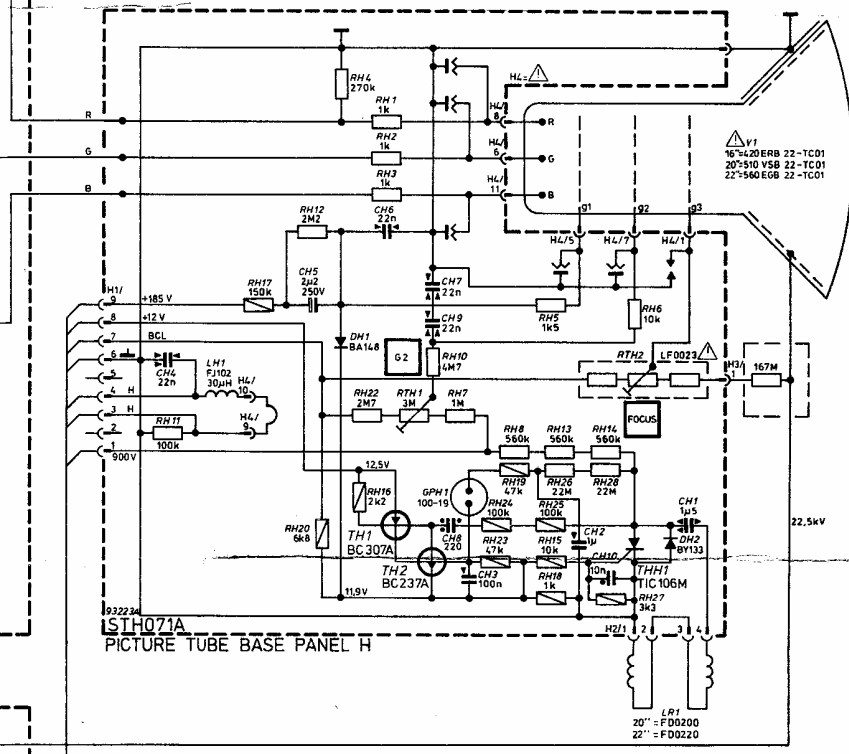 RH4
270k
H4=
R
RH1
1k
H4/
8
R
V1
16"=420 ERB 22-TC01
20"=510 VSB 22-TC01
22"=560 EGB 22-TC01
G
RH2
1k
H4/
6
G
B
RH3
1k
H4/
11
B
RH12
2M2
CH6
22n
g1
g2
g3
H4/5
H4/7
H4/1
RH17
150k
CH5
2µ2
250V
CH7
22n
H1/
9
+185 V
RH5
1k5
RH6
10k
8
+12 V
CH9
22n
7
BCL
DH1
BA148
G2
RH10
4M7
RTH2
LF0023
H3/
1
167M
6
CH4
22n
LH1
FJ102
30µH
5
H4/
10
4
H
RH22
2M7
RTH1
3M
RH7
1M
FOCUS
3
H
H4/
9
2
RH11
100k
RH8
560k
RH13
560k
RH14
560k
1
900V
12,5V
GPH1
100-19
RH19
47k
RH26
22M
RH28
22M
RH16
2k2
RH24
100k
RH25
100k
CH1
1µ5
22,5kV
RH20
6k8
TH1
BC307A
CH8
220
RH23
47k
RH15
10k
CH2
1µ
DH2
BY133
TH2
BC237A
CH3
100n
CH10
10n
THH1
TIC106M
RH18
1k
RH27
3k3
11,9V
93223A
STH071A
PICTURE TUBE BASE PANEL H
H2/1
2
3
4
LR1
20" = FD0200
22" = FD0220